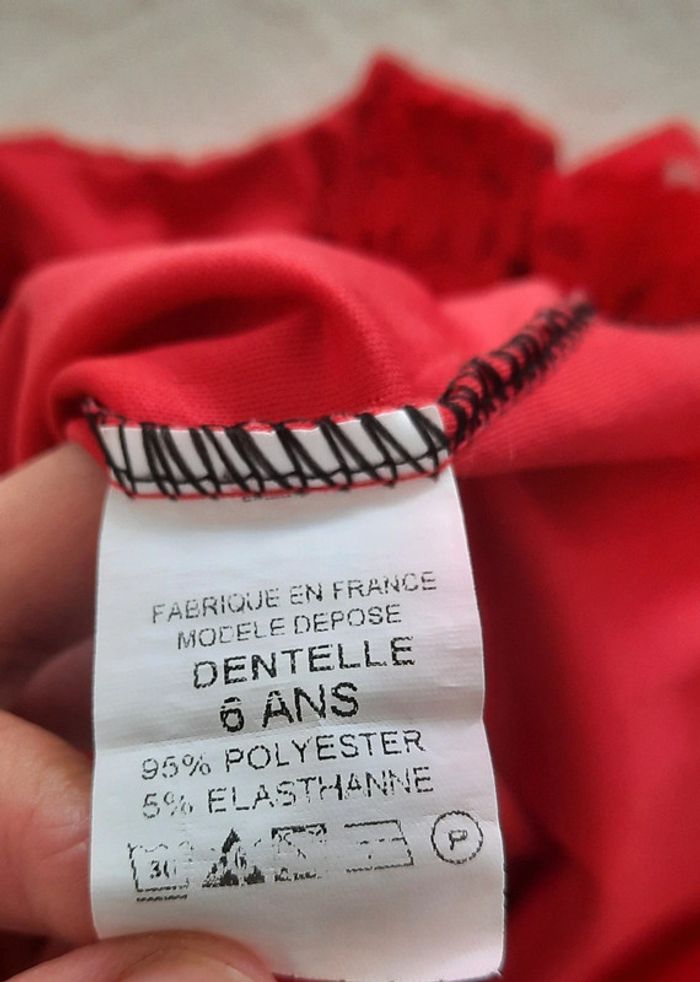 FABRIQUE EN FRANCE
MODELE DEPOSE
DENTELLE
6 ANS
95% POLYESTER
5% ELASTHANNE
30 P